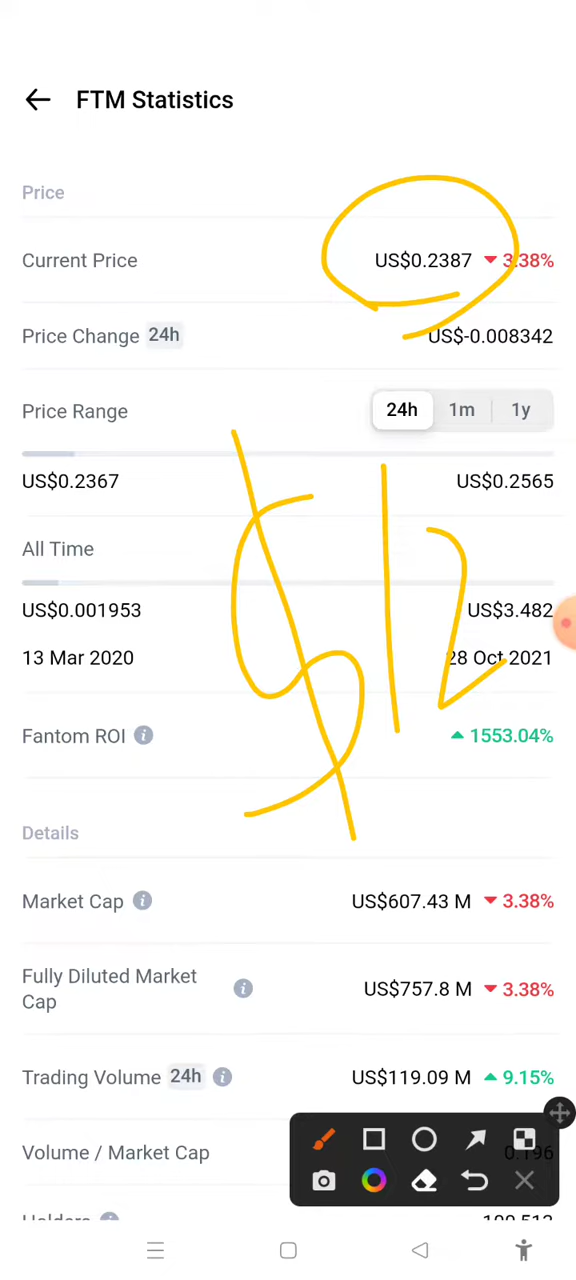 FTM Statistics
Price
Current Price US$0.2387 3.38%
Price Change 24h US$-0.008342
Price Range 24h 1m 1y
US$0.2367 US$0.2565
All Time
US$0.001953 US$3.482
13 Mar 2020 28 Oct 2021
Fantom ROI 1553.04%
$12
Details
Market Cap US$607.43 M 3.38%
Fully Diluted Market Cap US$757.8 M 3.38%
Trading Volume 24h US$119.09 M 9.15%
Volume / Market Cap 0.196